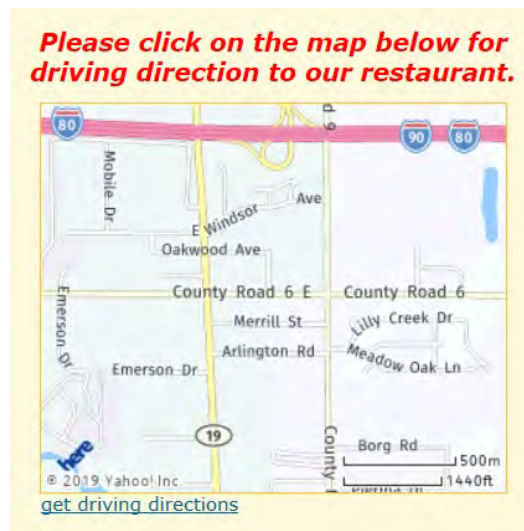 Please click on the map below for
driving direction to our restaurant.
80
d 9
90
80
Mobile Dr
Ave
E Windsor
Oakwood Ave
County Road 6 E
County Road 6
Emerson Dr
Merrill St
Lilly Creek Dr
Arlington Rd
Meadow Oak Ln
Emerson Dr
19
County
Borg Rd
500m
here
© 2019 Yahoo! Inc.
1440ft
get driving directions